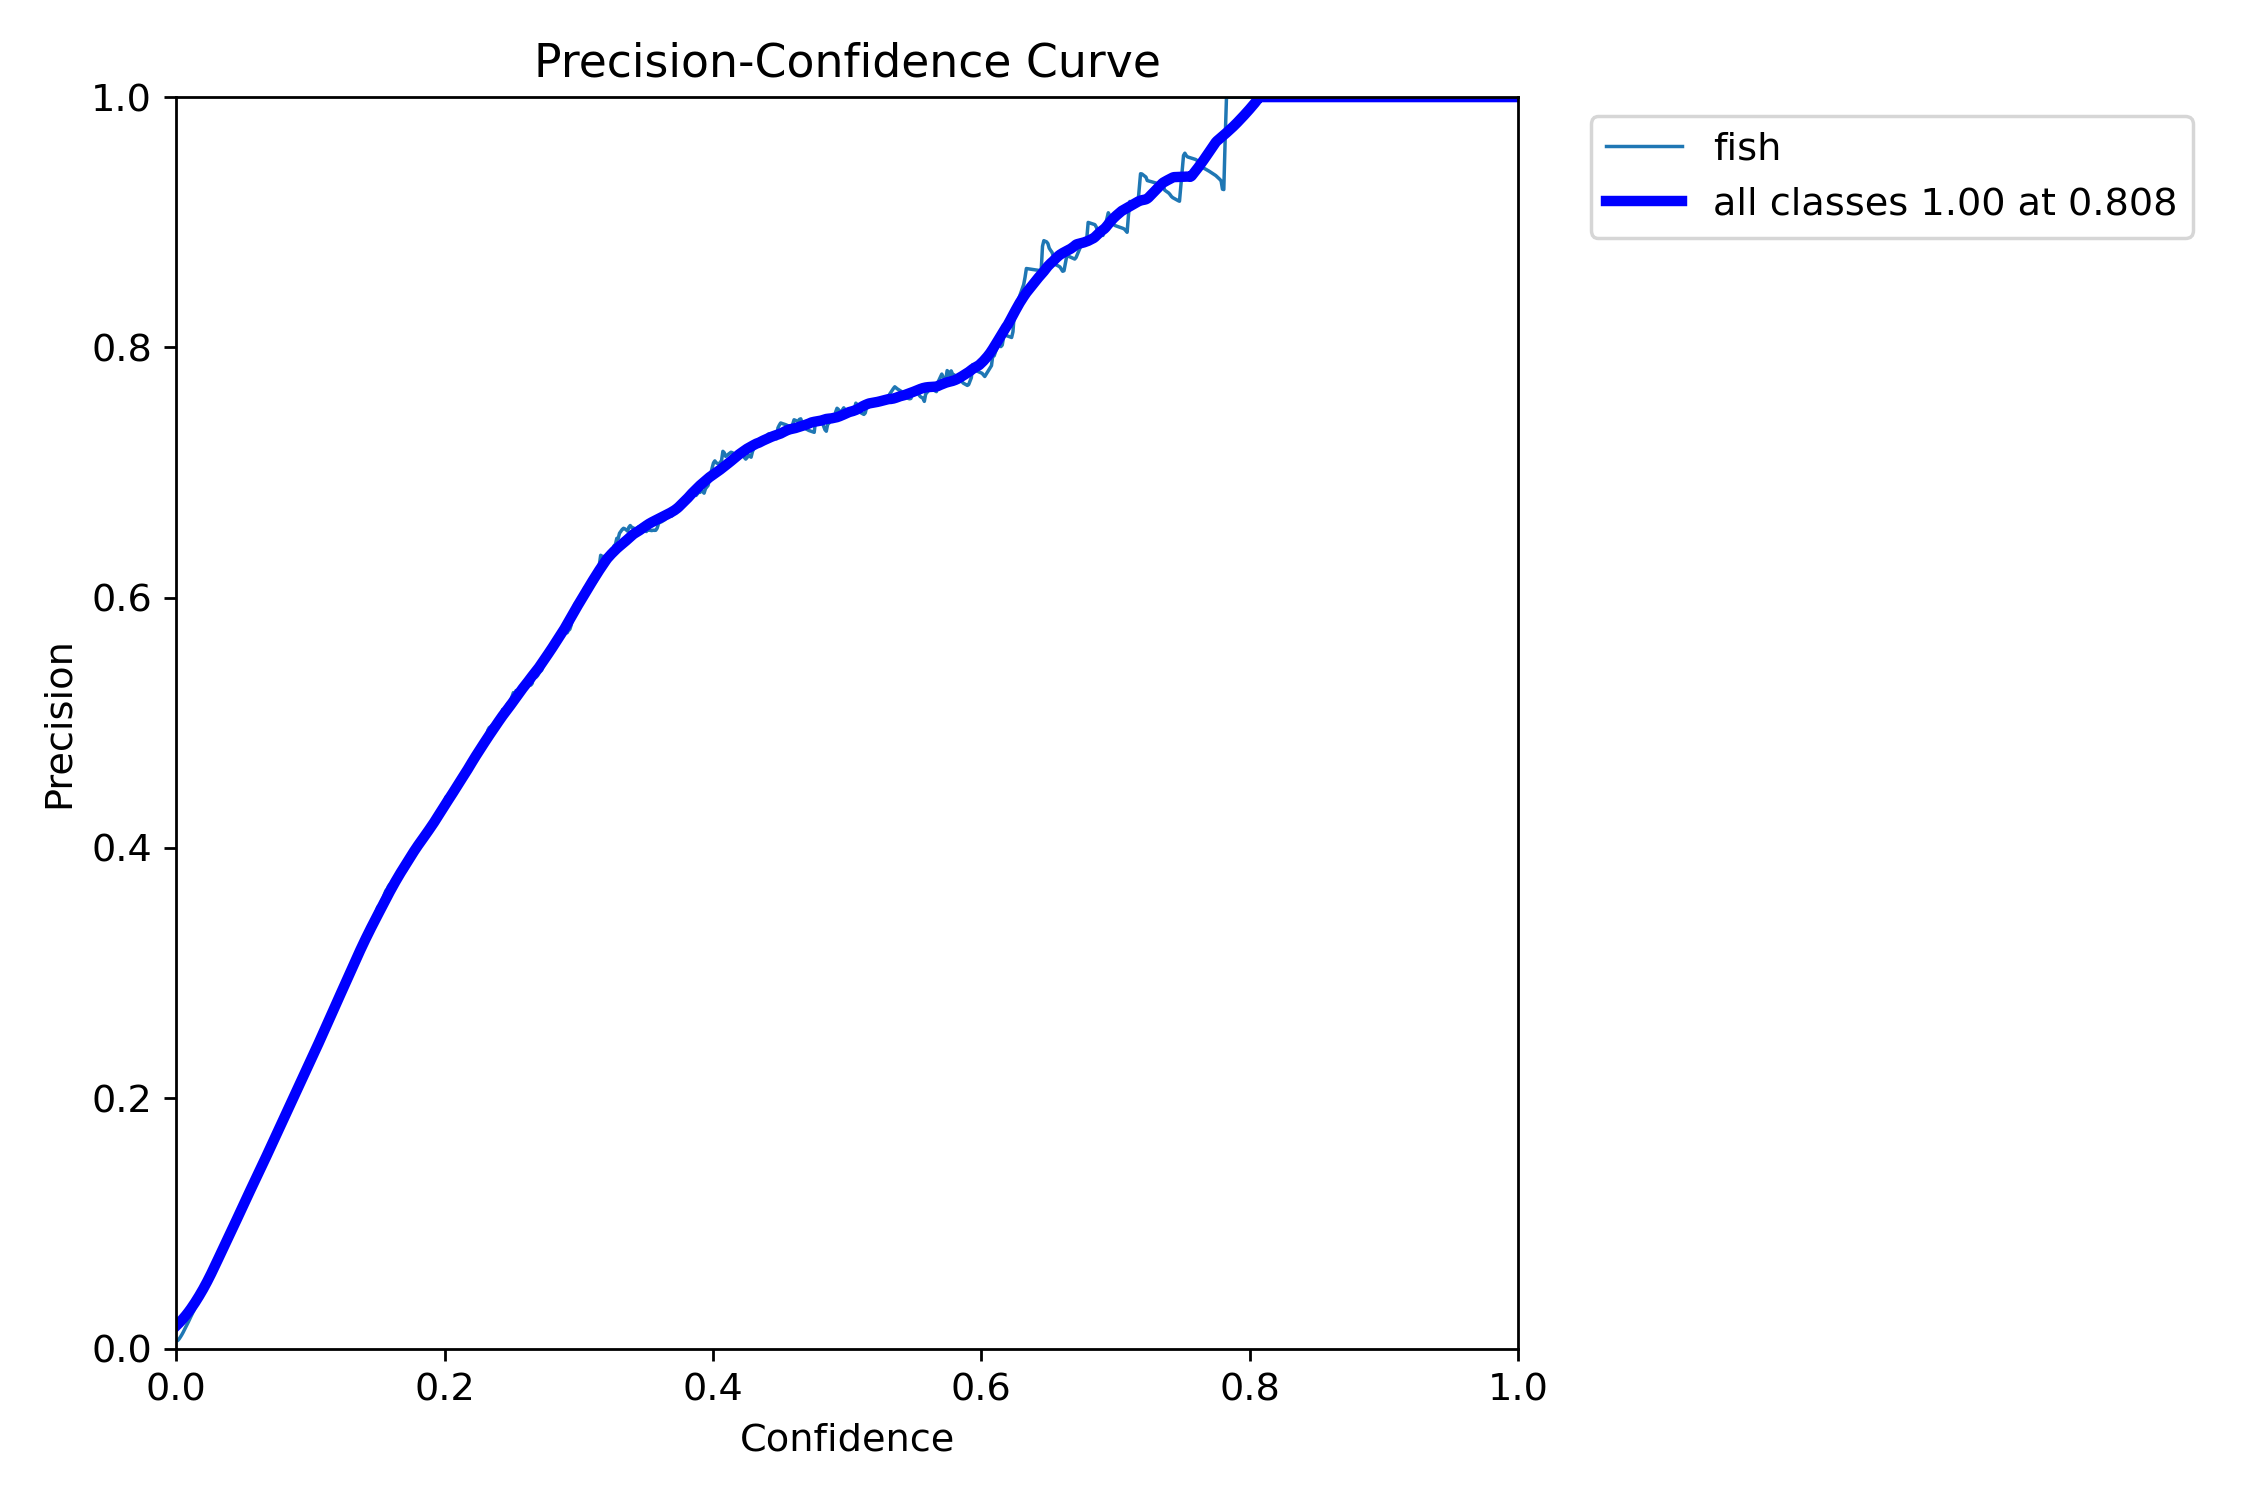 Precision-Confidence Curve
1.0
0.8
0.6
0.4
0.2
0.0
Precision
0.0 0.2 0.4 0.6 0.8 1.0
Confidence
fish
all classes 1.00 at 0.808